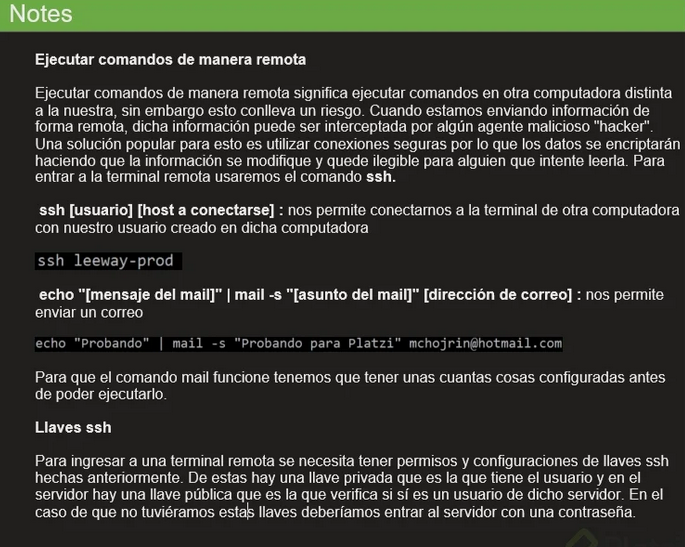 Notes
Ejecutar comandos de manera remota
Ejecutar comandos de manera remota significa ejecutar comandos en otra computadora distinta
a la nuestra, sin embargo esto conlleva un riesgo. Cuando estamos enviando información de
forma remota, dicha información puede ser interceptada por algún agente malicioso "hacker".
Una solución popular para esto es utilizar conexiones seguras por lo que los datos se encriptarán
haciendo que la información se modifique y quede ilegible para alguien que intente leerla. Para
entrar a la terminal remota usaremos el comando ssh.
ssh [usuario] [host a conectarse] : nos permite conectarnos a la terminal de otra computadora
con nuestro usuario creado en dicha computadora
ssh leeway-prod
echo "[mensaje del mail]" | mail -s "[asunto del mail]" [dirección de correo] : nos permite
enviar un correo
echo "Probando" | mail -s "Probando para Platzi" mchojrin@hotmail.com
Para que el comando mail funcione tenemos que tener unas cuantas cosas configuradas antes
de poder ejecutarlo.
Llaves ssh
Para ingresar a una terminal remota se necesita tener permisos y configuraciones de llaves ssh
hechas anteriormente. De estas hay una llave privada que es la que tiene el usuario y en el
servidor hay una llave pública que es la que verifica si sí es un usuario de dicho servidor. En el
caso de que no tuviéramos estas llaves deberíamos entrar al servidor con una contraseña.